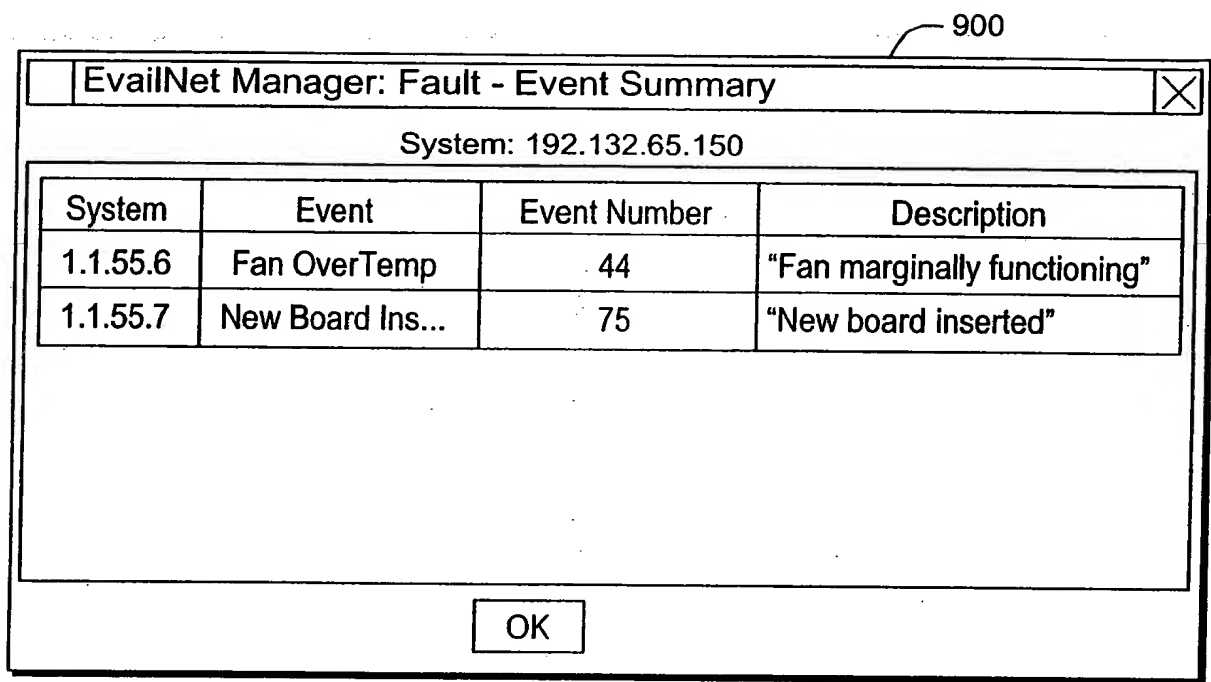 900
EvailNet Manager: Fault - Event Summary
System: 192.132.65.150
System Event Event Number Description
1.1.55.6 Fan OverTemp 44 “Fan marginally functioning”
1.1.55.7 New Board Ins... 75 “New board inserted”
OK